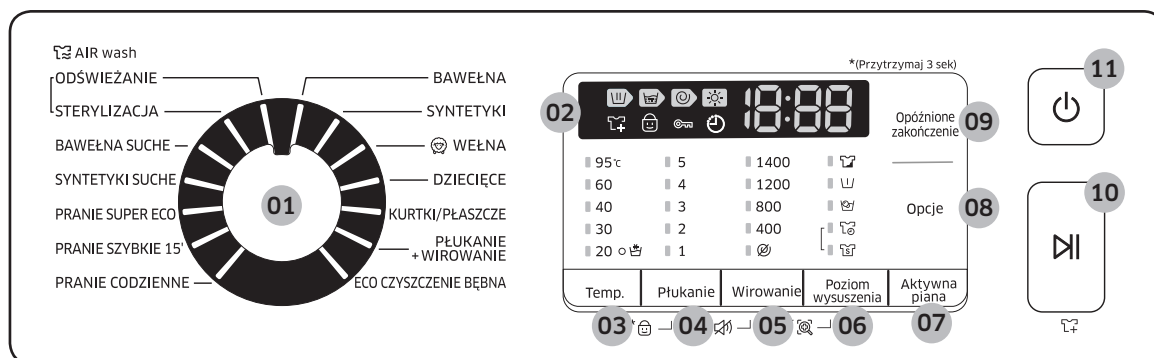 AIR wash
ODŚWIEŻANIE
STERYLIZACJA
BAWEŁNA SUCHE
SYNTETYKI SUCHE
PRANIE SUPER ECO
PRANIE SZYBKIE 15'
PRANIE CODZIENNE
01
BAWEŁNA
SYNTETYKI
WEŁNA
DZIECIĘCE
KURTKI/PŁASZCZE
PŁUKANIE
+ WIROWANIE
ECO CZYSZCZENIE BĘBNA
*(Przytrzymaj 3 sek)
02
18:88
95℃ 5 1400
60 4 1200
40 3 800
30 2 400
20 1
Opóźnione
zakończenie
09
Opcje
08
Temp. Płukanie Wirowanie Poziom
wysuszenia
Aktywna
piana
03 * 04 05 06 07
11
10